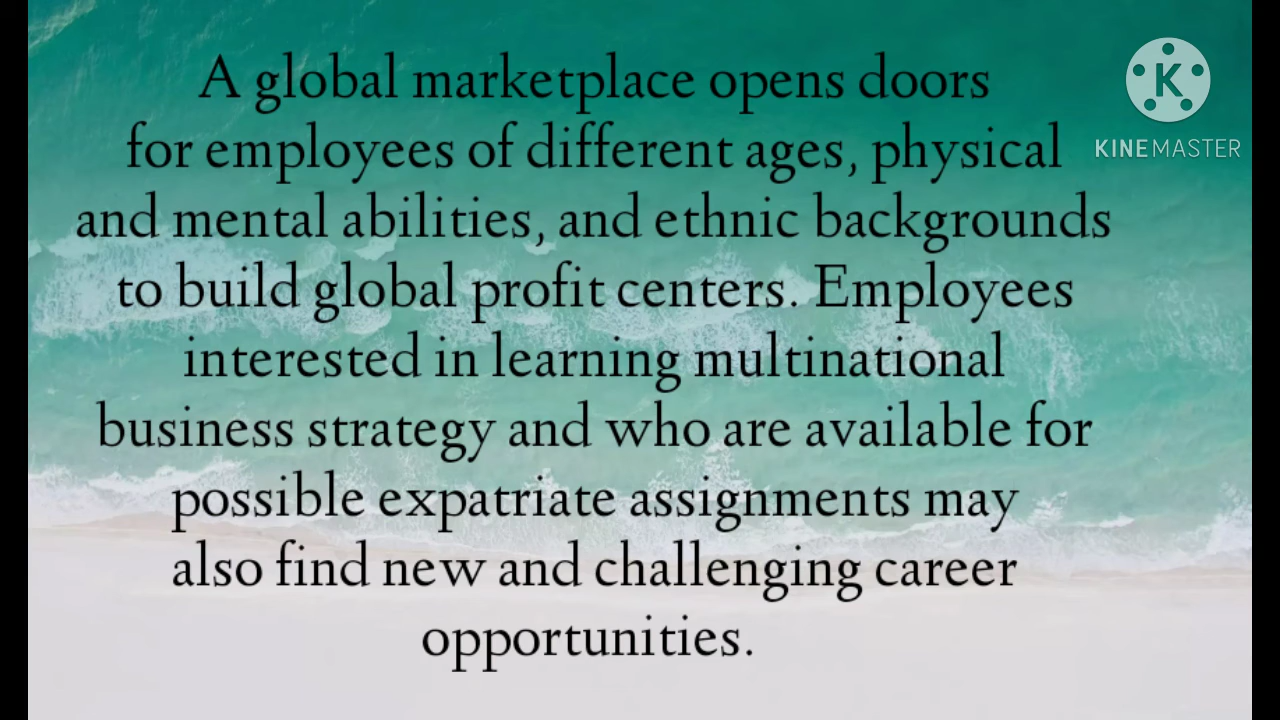 A global marketplace opens doors
for employees of different ages, physical
and mental abilities, and ethnic backgrounds
to build global profit centers. Employees
interested in learning multinational
business strategy and who are available for
possible expatriate assignments may
also find new and challenging career
opportunities.
K
KINEMASTER